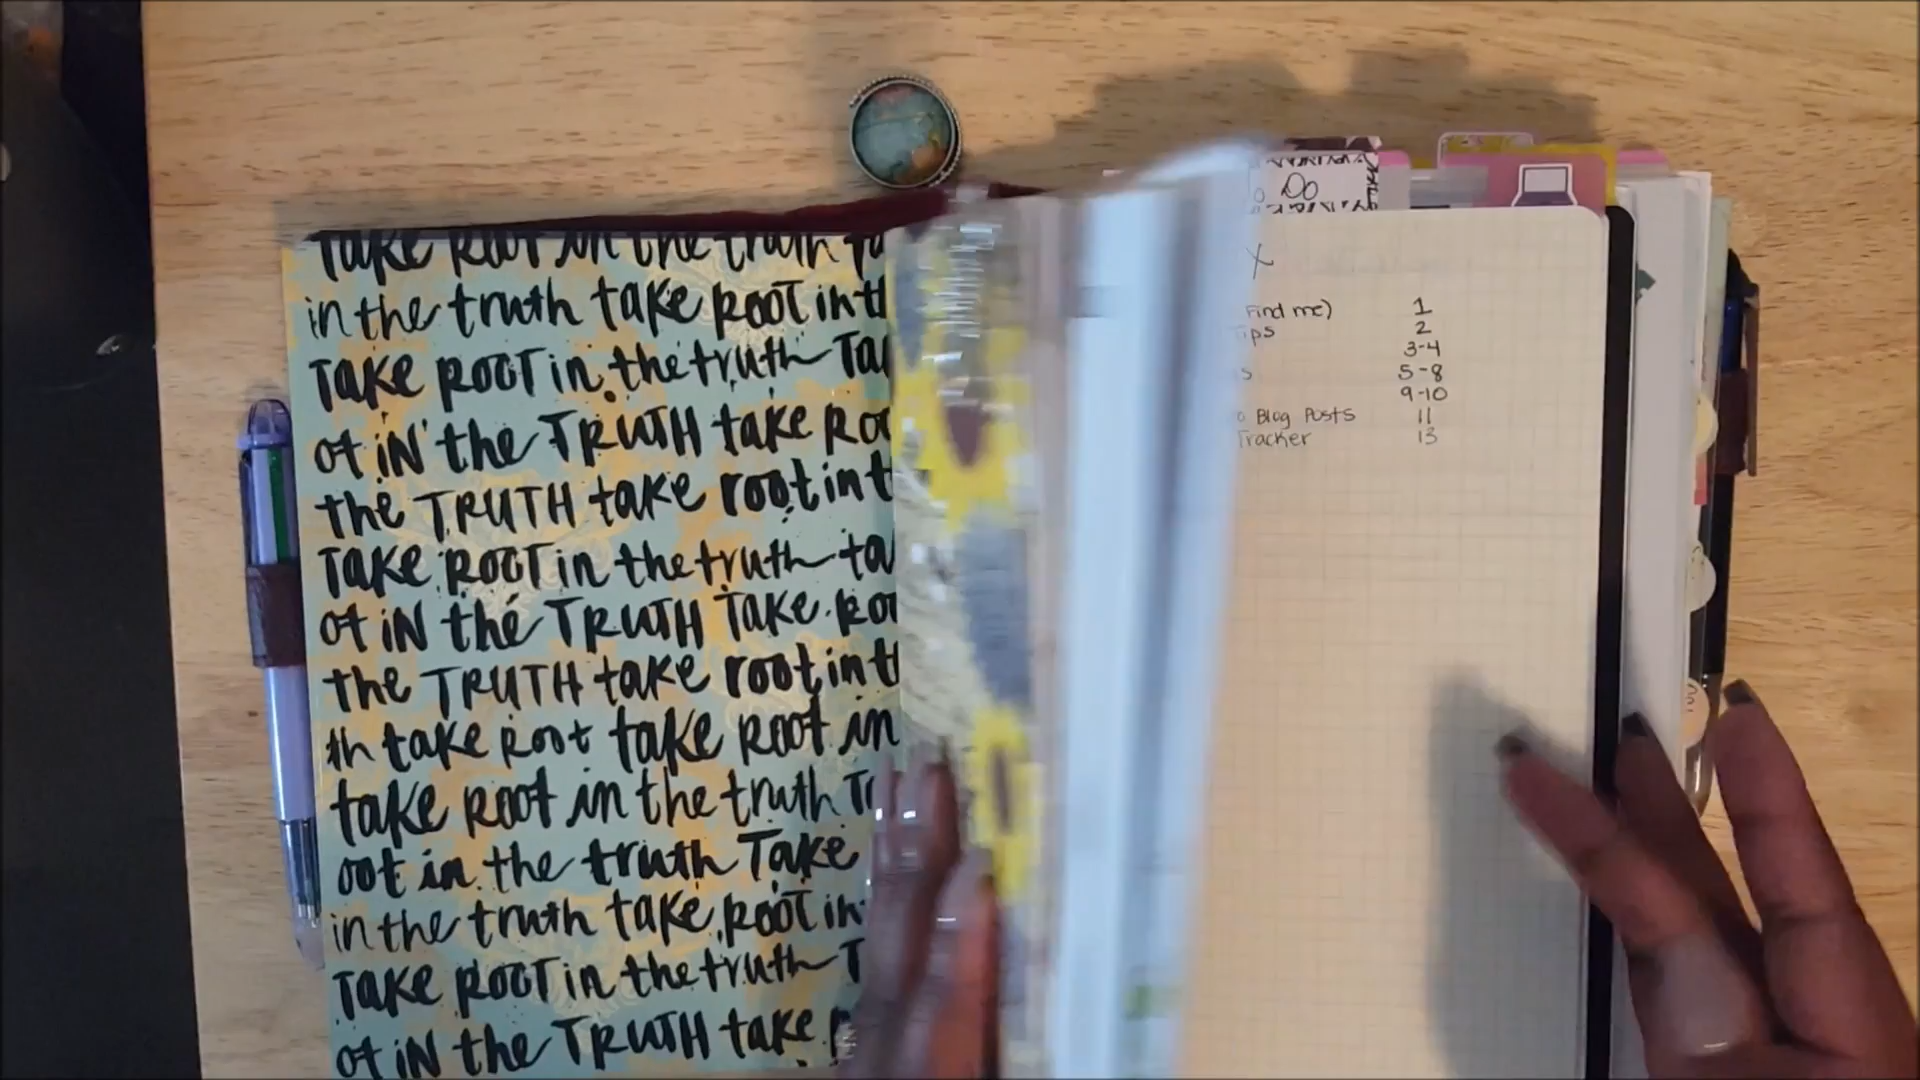 take root in the truth ta
in the truth take root in th
Take root in the truth Ta
ot in the TRUTH take ro
the TRUTH take root in t
Take root in the truth ta
ot in the TRUTH Take ro
the TRUTH take root in t
th take root take root in
take root in the truth T
oot in the truth Take
in the truth take root in
Take root in the truth T
ot in the TRUTH take
Do
X
Find me) 1
Tips 2
3-4
s 5-8
9-10
Blog Posts 11
Tracker 13